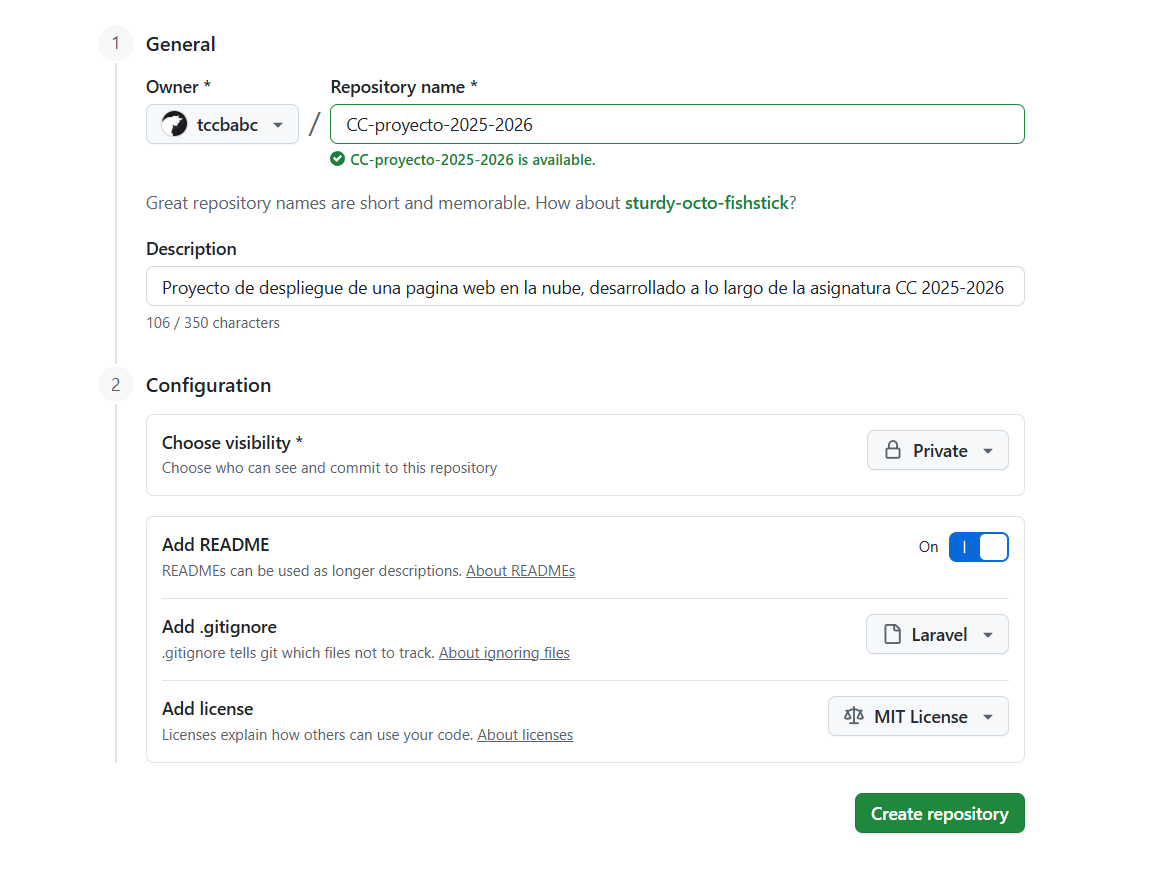 1 General
Owner * Repository name *
tccbabc / CC-proyecto-2025-2026
CC-proyecto-2025-2026 is available.
Great repository names are short and memorable. How about sturdy-octo-fishstick?
Description
Proyecto de despliegue de una pagina web en la nube, desarrollado a lo largo de la asignatura CC 2025-2026
106 / 350 characters
2 Configuration
Choose visibility *
Choose who can see and commit to this repository
Private
Add README
READMEs can be used as longer descriptions. About READMEs
On
Add .gitignore
.gitignore tells git which files not to track. About ignoring files
Laravel
Add license
Licenses explain how others can use your code. About licenses
MIT License
Create repository